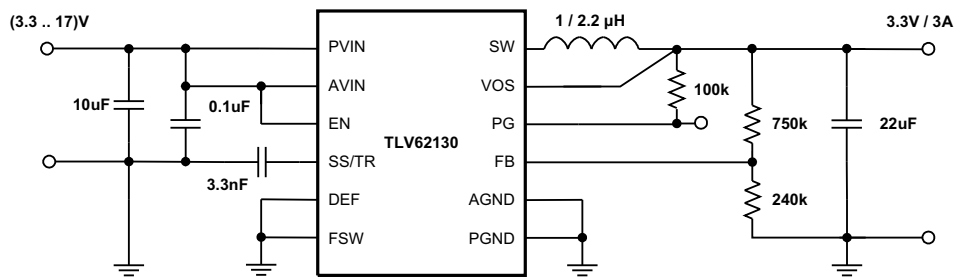 (3.3 .. 17)V
1 / 2.2 µH
3.3V / 3A
PVIN
SW
AVIN
VOS
10uF
0.1uF
100k
EN
PG
TLV62130
750k
22uF
SS/TR
FB
3.3nF
DEF
AGND
240k
FSW
PGND